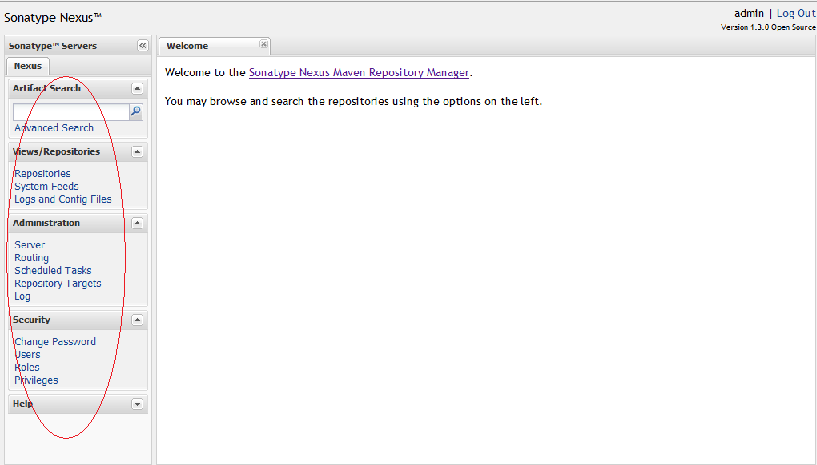 Sonatype Nexus™
admin | Log Out
Version 1.3.0 Open Source
Sonatype™ Servers
Nexus
Artifact Search
Advanced Search
Views/Repositories
Repositories
System Feeds
Logs and Config Files
Administration
Server
Routing
Scheduled Tasks
Repository Targets
Log
Security
Change Password
Users
Roles
Privileges
Help
Welcome
Welcome to the Sonatype Nexus Maven Repository Manager.
You may browse and search the repositories using the options on the left.